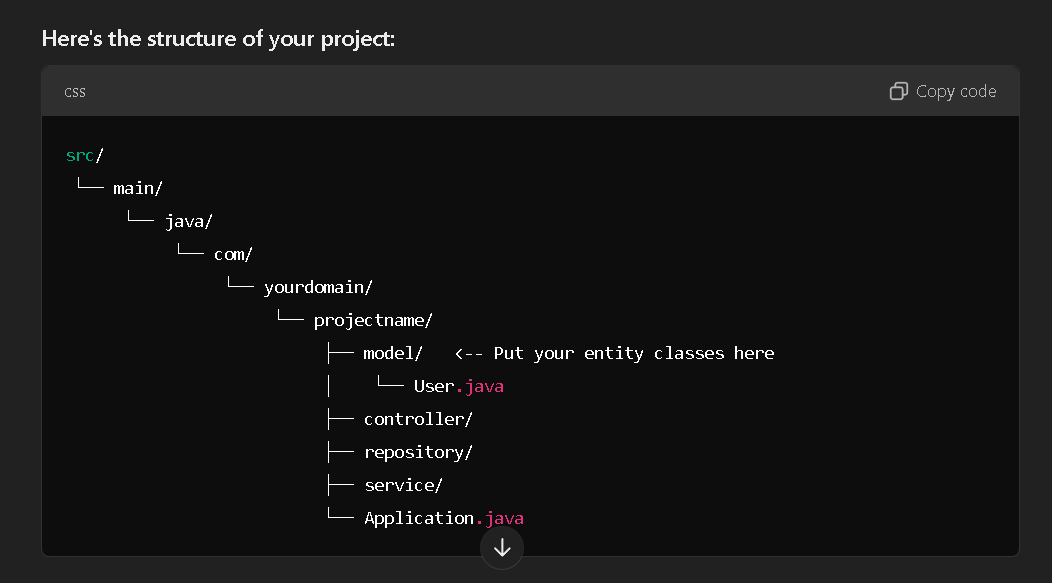 Here's the structure of your project:
css Copy code
src/
└── main/
└── java/
└── com/
└── yourdomain/
└── projectname/
├── model/ <-- Put your entity classes here
│ └── User.java
├── controller/
├── repository/
├── service/
└── Application.java